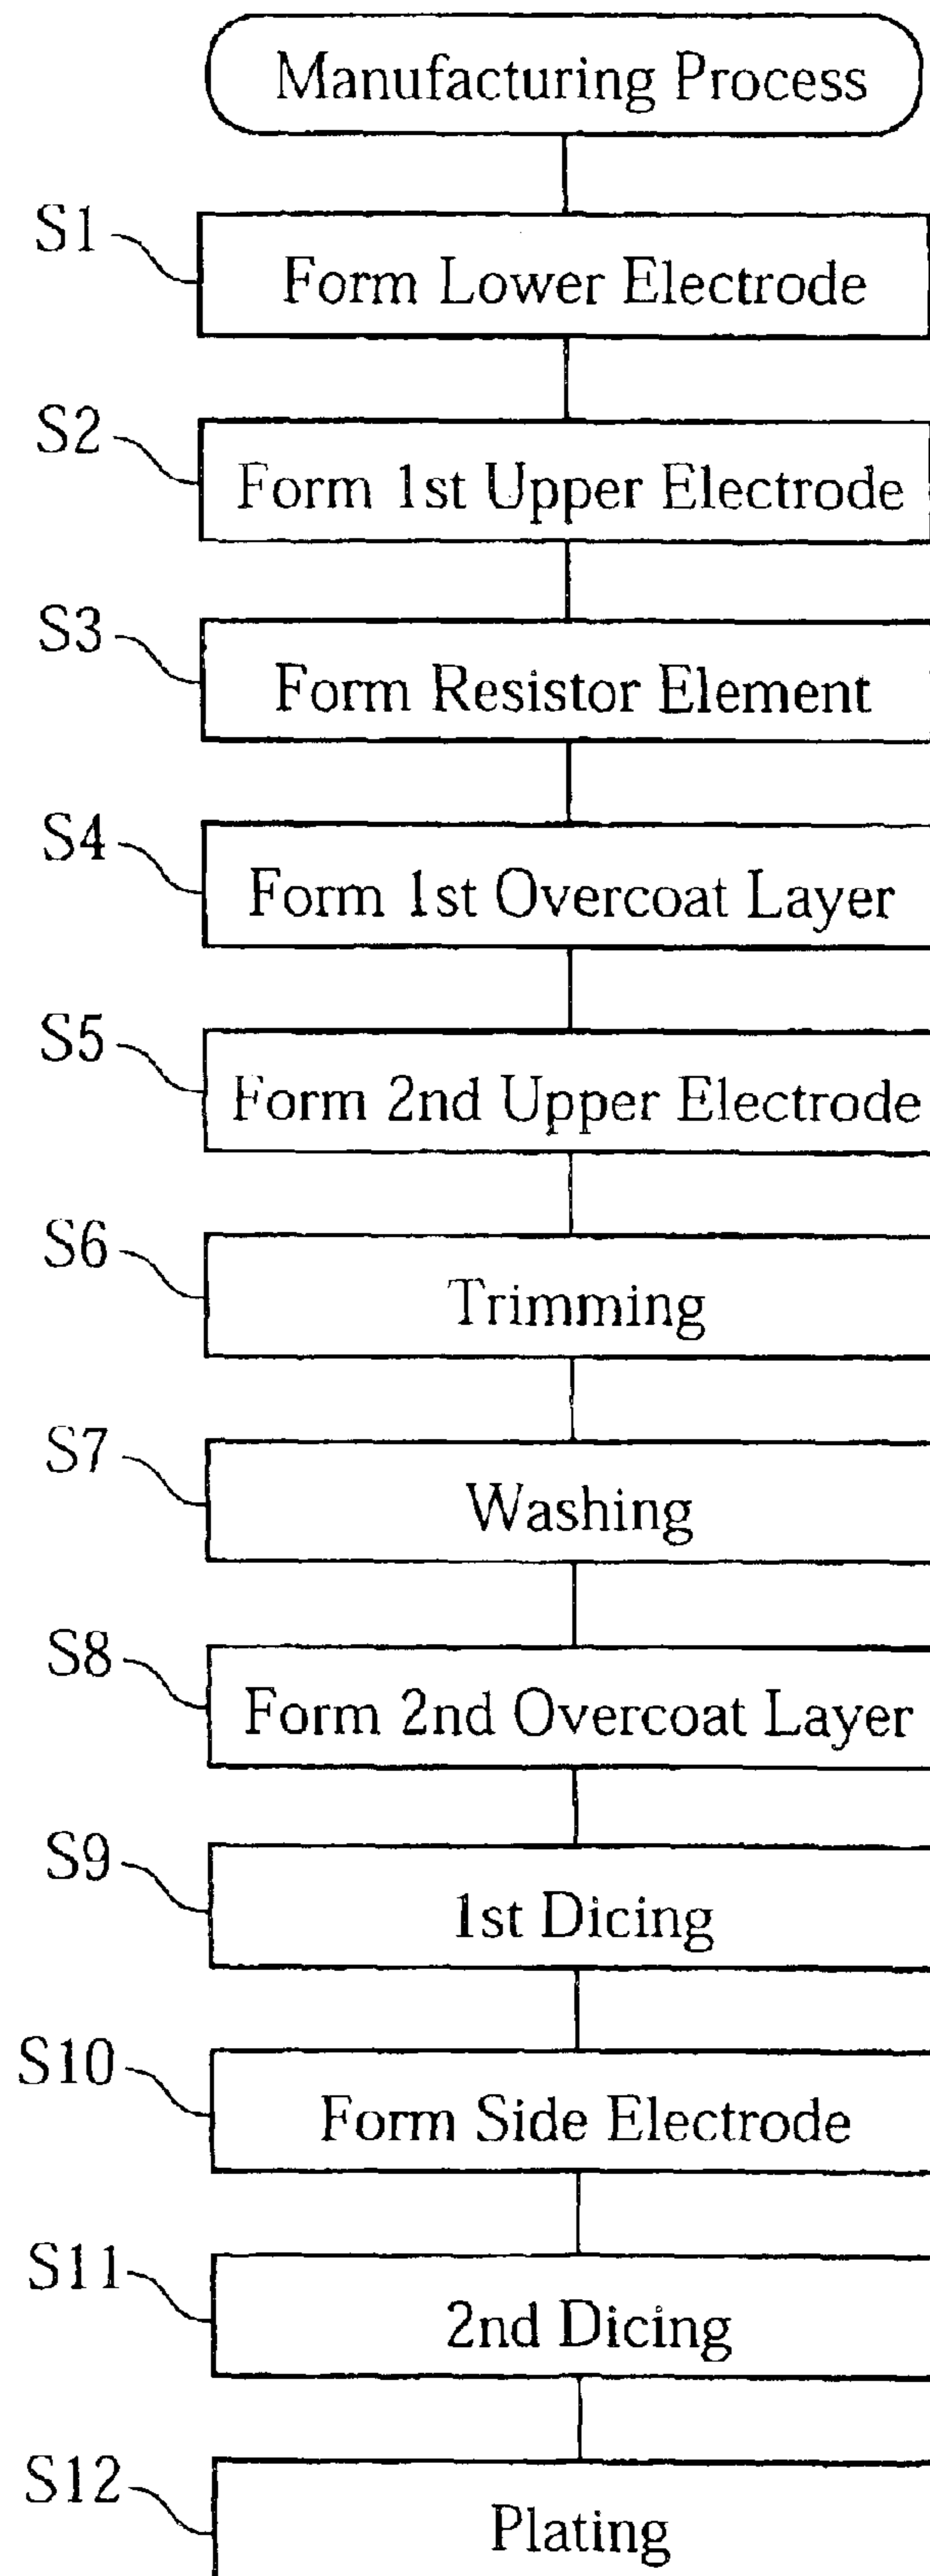 Manufacturing Process
S1
Form Lower Electrode
S2
Form 1st Upper Electrode
S3
Form Resistor Element
S4
Form 1st Overcoat Layer
S5
Form 2nd Upper Electrode
S6
Trimming
S7
Washing
S8
Form 2nd Overcoat Layer
S9
1st Dicing
S10
Form Side Electrode
S11
2nd Dicing
S12
Plating